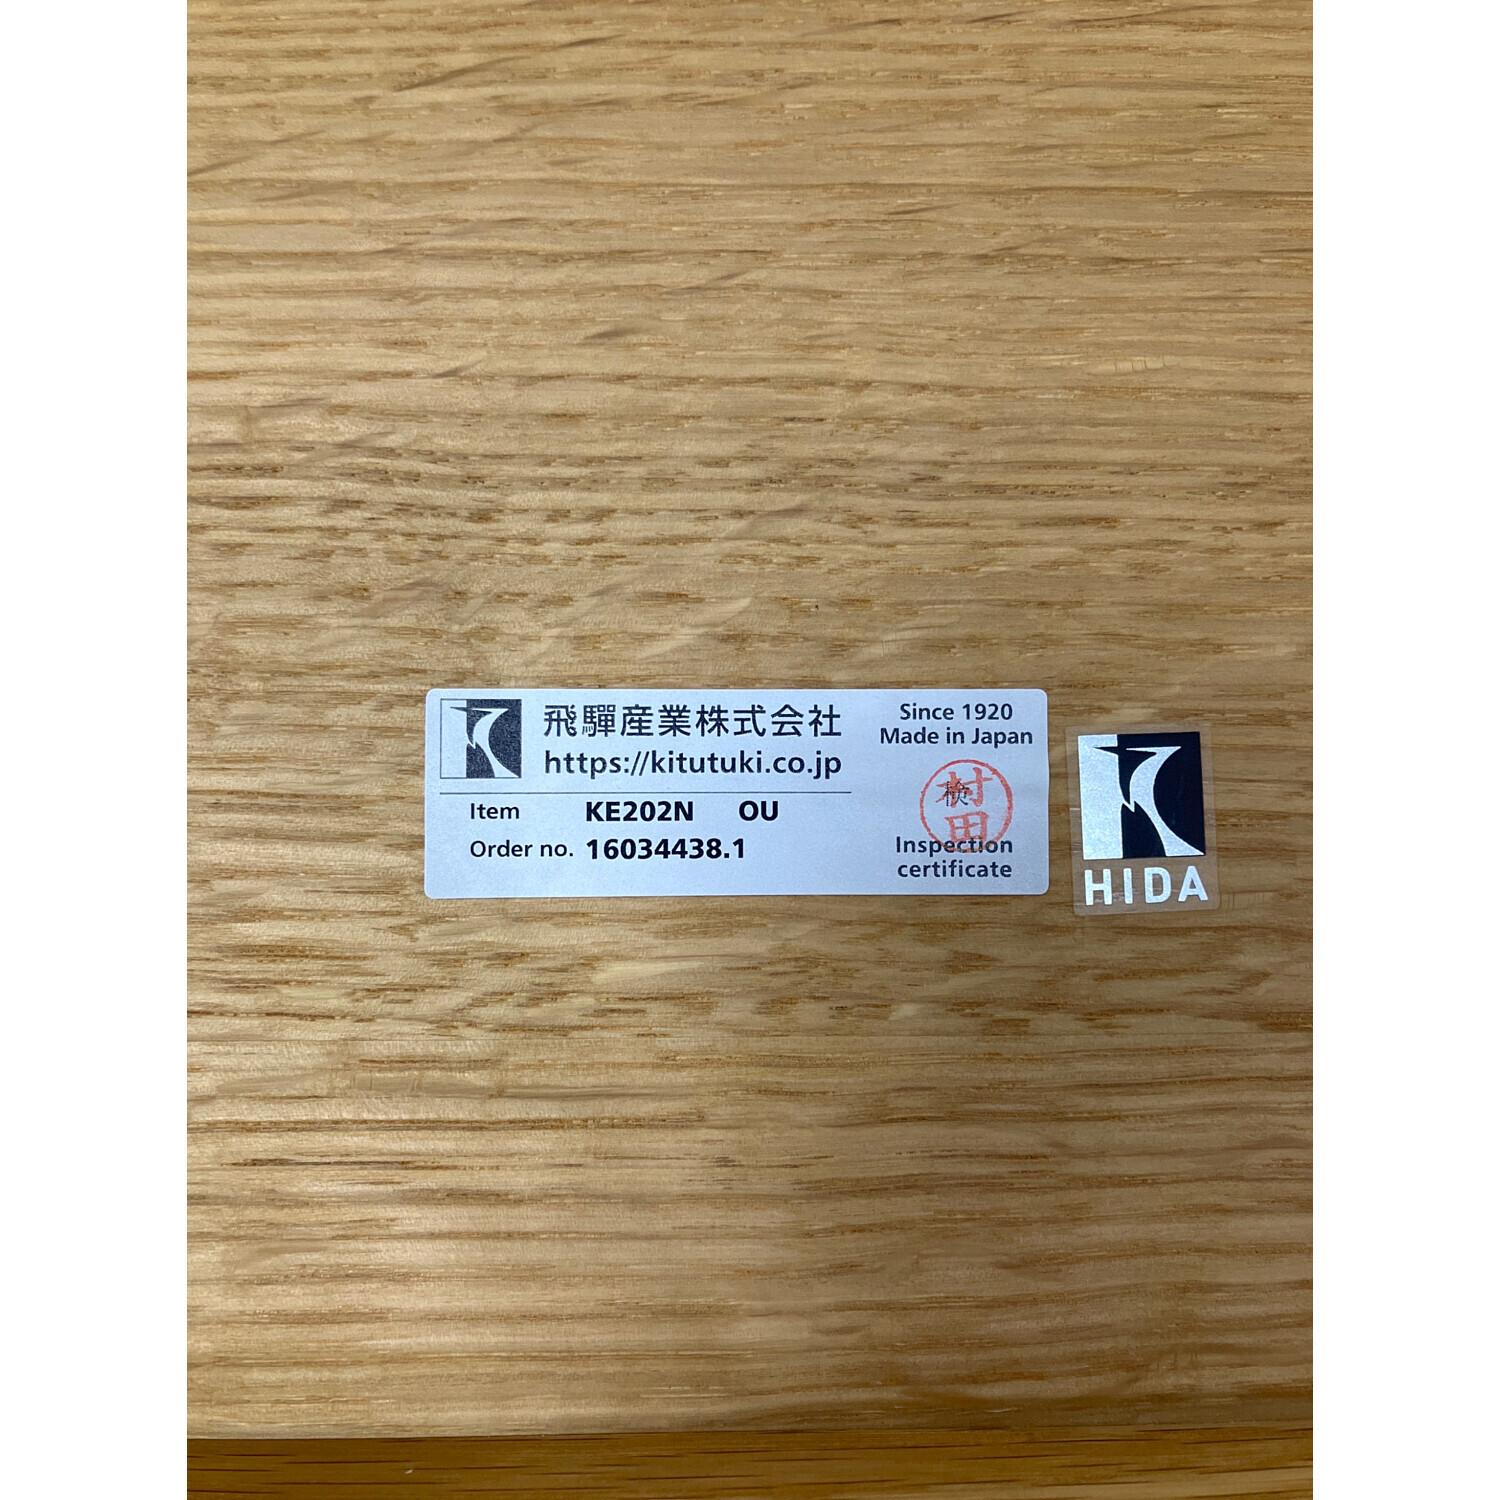 飛驒産業株式会社
https://kitutuki.co.jp
Item KE202N OU
Order no. 16034438.1
Since 1920
Made in Japan
検
村田
Inspection
certificate
HIDA